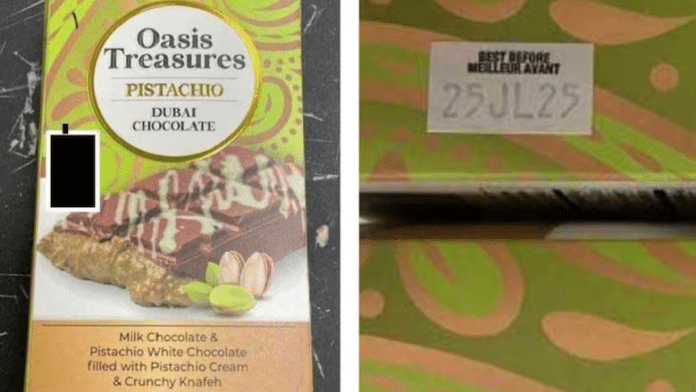 Oasis
Treasures
PISTACHIO
DUBAI
CHOCOLATE
Milk Chocolate &
Pistachio White Chocolate
filled with Pistachio Cream
& Crunchy Knafeh
BEST BEFORE
MEILLEUR AVANT
25JL25